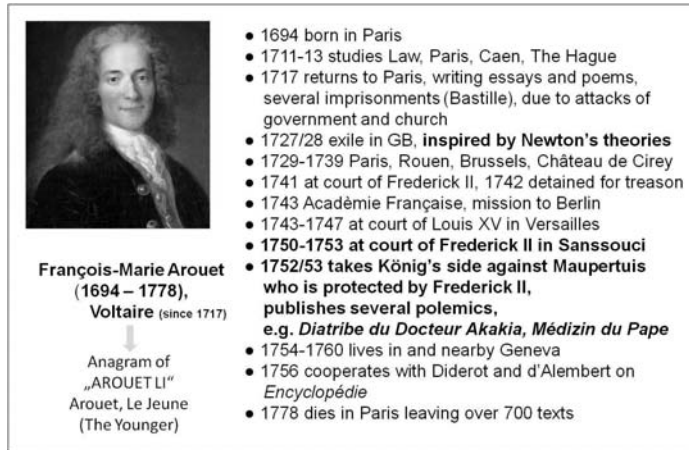 François-Marie Arouet
(1694 – 1778),
Voltaire (since 1717)
Anagram of
„AROUET LI“
Arouet, Le Jeune
(The Younger)
● 1694 born in Paris
● 1711-13 studies Law, Paris, Caen, The Hague
● 1717 returns to Paris, writing essays and poems,
several imprisonments (Bastille), due to attacks of
government and church
● 1727/28 exile in GB, inspired by Newton's theories
● 1729-1739 Paris, Rouen, Brussels, Château de Cirey
● 1741 at court of Frederick II, 1742 detained for treason
● 1743 Acadèmie Française, mission to Berlin
● 1743-1747 at court of Louis XV in Versailles
● 1750-1753 at court of Frederick II in Sanssouci
● 1752/53 takes König's side against Maupertuis
who is protected by Frederick II,
publishes several polemics,
e.g. Diatribe du Docteur Akakia, Médizin du Pape
● 1754-1760 lives in and nearby Geneva
● 1756 cooperates with Diderot and d'Alembert on
Encyclopédie
● 1778 dies in Paris leaving over 700 texts